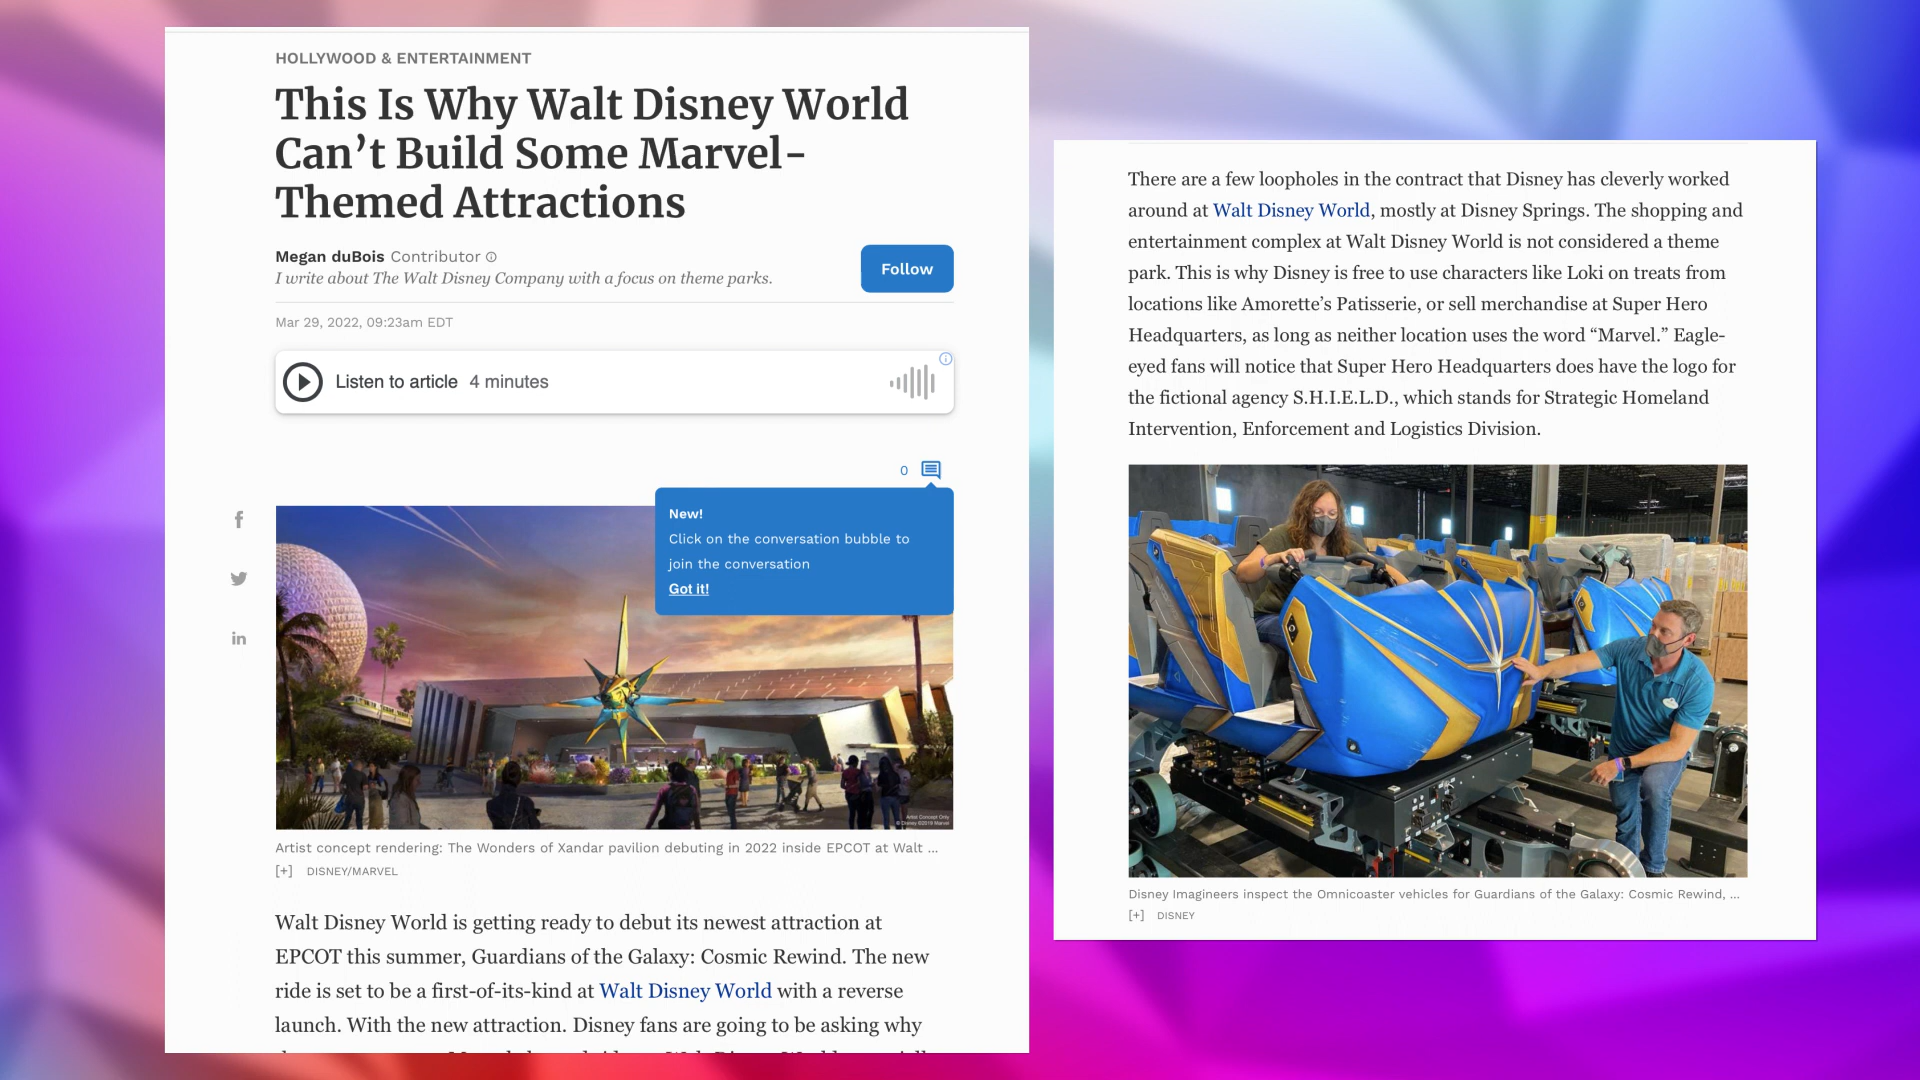 HOLLYWOOD & ENTERTAINMENT
This Is Why Walt Disney World
Can’t Build Some Marvel-
Themed Attractions
Megan duBois Contributor
I write about The Walt Disney Company with a focus on theme parks.
Follow
Mar 29, 2022, 09:23am EDT
Listen to article 4 minutes
0
New!
Click on the conversation bubble to
join the conversation
Got it!
Artist Concept Only
© Disney ©2019 Marvel
Artist concept rendering: The Wonders of Xandar pavilion debuting in 2022 inside EPCOT at Walt ...
[+] DISNEY/MARVEL
Walt Disney World is getting ready to debut its newest attraction at
EPCOT this summer, Guardians of the Galaxy: Cosmic Rewind. The new
ride is set to be a first-of-its-kind at Walt Disney World with a reverse
launch. With the new attraction. Disney fans are going to be asking why
There are a few loopholes in the contract that Disney has cleverly worked
around at Walt Disney World, mostly at Disney Springs. The shopping and
entertainment complex at Walt Disney World is not considered a theme
park. This is why Disney is free to use characters like Loki on treats from
locations like Amorette’s Patisserie, or sell merchandise at Super Hero
Headquarters, as long as neither location uses the word “Marvel.” Eagle-
eyed fans will notice that Super Hero Headquarters does have the logo for
the fictional agency S.H.I.E.L.D., which stands for Strategic Homeland
Intervention, Enforcement and Logistics Division.
Disney Imagineers inspect the Omnicoaster vehicles for Guardians of the Galaxy: Cosmic Rewind, ...
[+] DISNEY